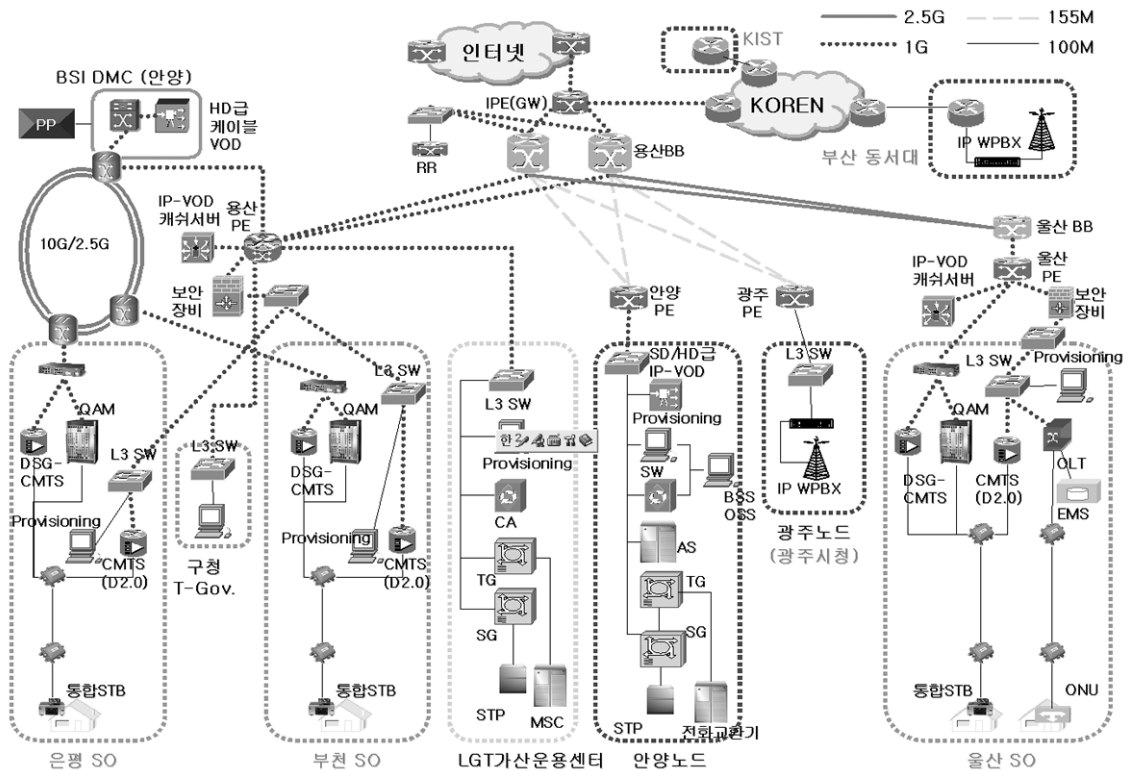 2.5G
155M
1G
100M
인터넷
KIST
BSI DMC (안양)
HD급
케이블
VOD
PP
IPE(GW)
KOREN
IP WPBX
부산 동서대
RR
용산BB
IP-VOD
캐쉬서버
용산
PE
10G/2.5G
울산 BB
IP-VOD
캐쉬서버
울산
PE
보안
장비
안양
PE
광주
PE
보안
장비
SD/HD급
IP-VOD
L3 SW
L3 SW
Provisioning
L3 SW
L3 SW
QAM
QAM
Provisioning
QAM
한
L3 SW
DSG-
CMTS
DSG-
CMTS
Provisioning
SW
DSG-
CMTS
CMTS
(D2.0)
OLT
IP WPBX
BSS
OSS
EMS
Provisioning
CA
CMTS
(D2.0)
구청
T-Gov.
Provisioning
CMTS
(D2.0)
AS
광주노드
(광주시청)
TG
TG
SG
SG
통합STB
통합STB
STP
MSC
STP
전화교환기
통합STB
ONU
은평 SO
부천 SO
LGT가산운용센터
안양노드
울산 SO